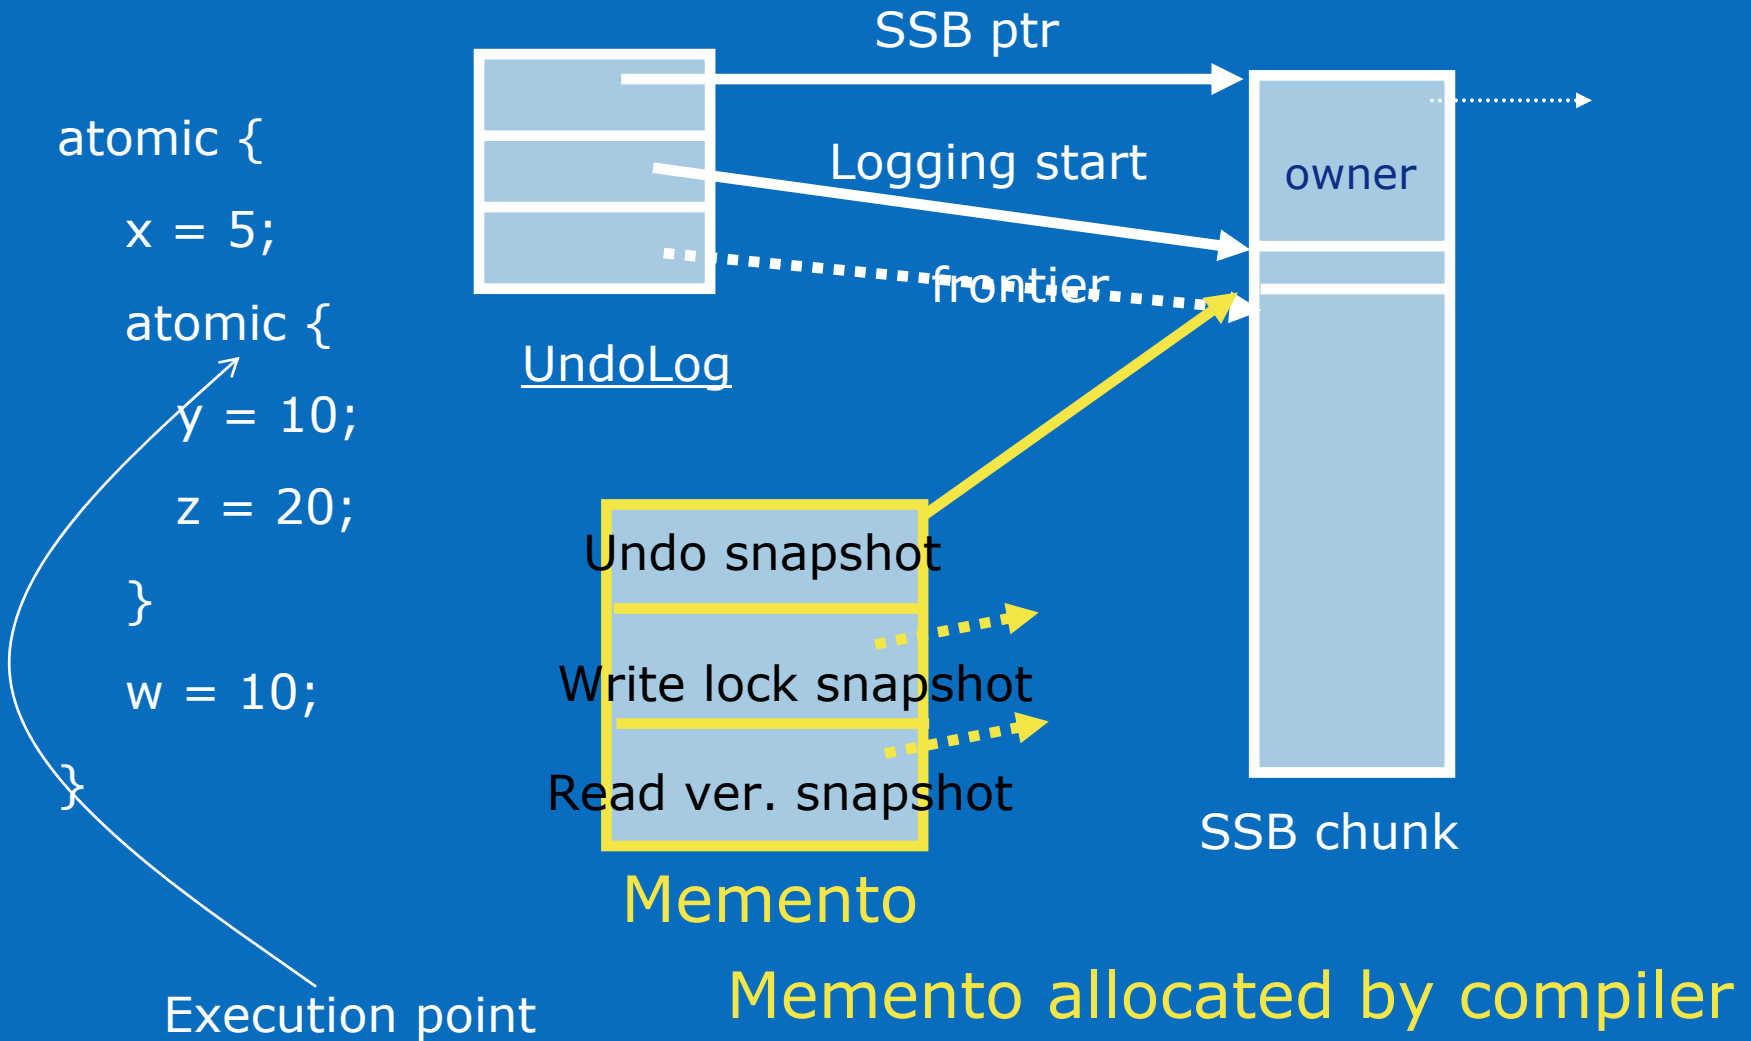 atomic {
x = 5;
atomic {
y = 10;
z = 20;
}
w = 10;
}
Execution point
SSB ptr
Logging start
frontier
UndoLog
owner
SSB chunk
Undo snapshot
Write lock snapshot
Read ver. snapshot
Memento
Memento allocated by compiler